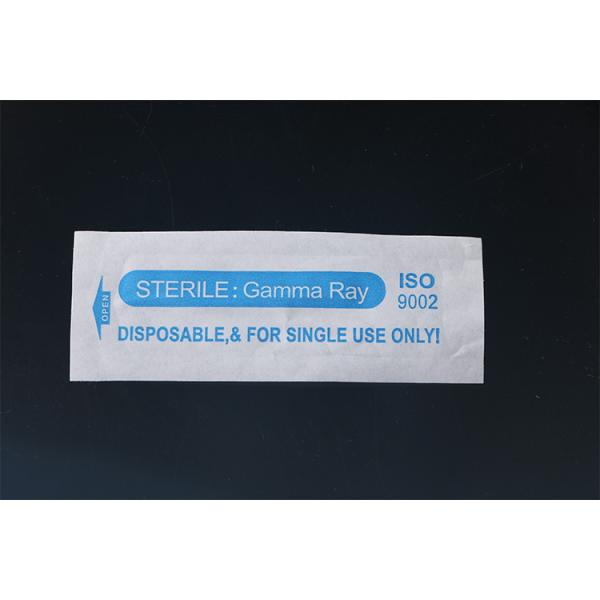 OPEN
STERILE: Gamma Ray
ISO
9002
DISPOSABLE,& FOR SINGLE USE ONLY!